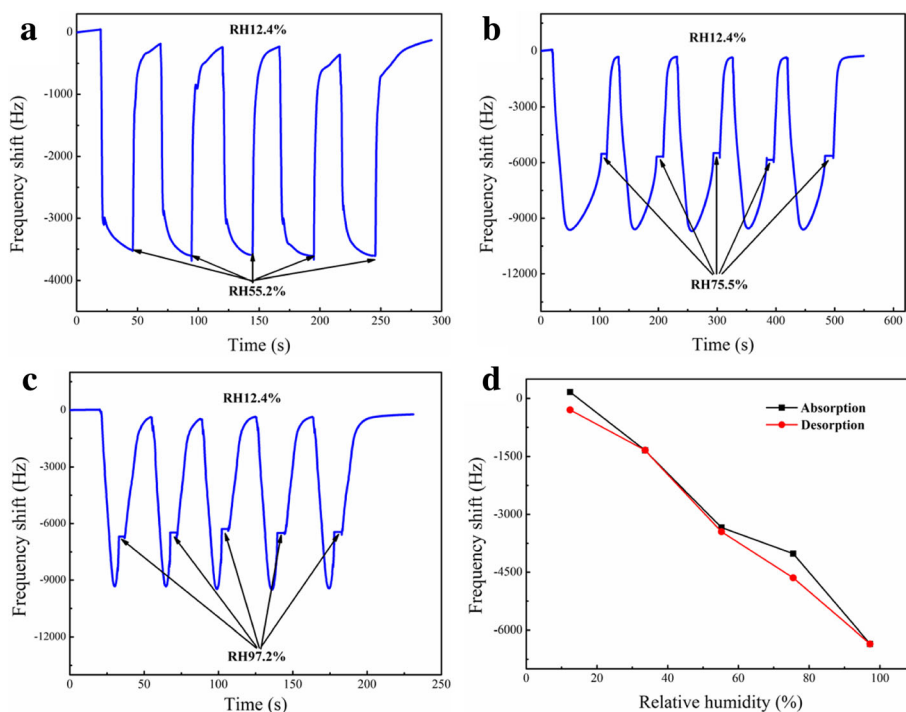 a
RH12.4%
0
-1000
-2000
-3000
-4000
Frequency shift (Hz)
RH55.2%
0 50 100 150 200 250 300
Time (s)
b
RH12.4%
0
-3000
-6000
-9000
-12000
Frequency shift (Hz)
RH75.5%
0 100 200 300 400 500 600
Time (s)
c
RH12.4%
0
-3000
-6000
-9000
-12000
Frequency shift (Hz)
RH97.2%
0 50 100 150 200 250
Time (s)
d
Absorption
Desorption
0
-1500
-3000
-4500
-6000
Frequency shift (Hz)
0 20 40 60 80 100
Relative humidity (%)